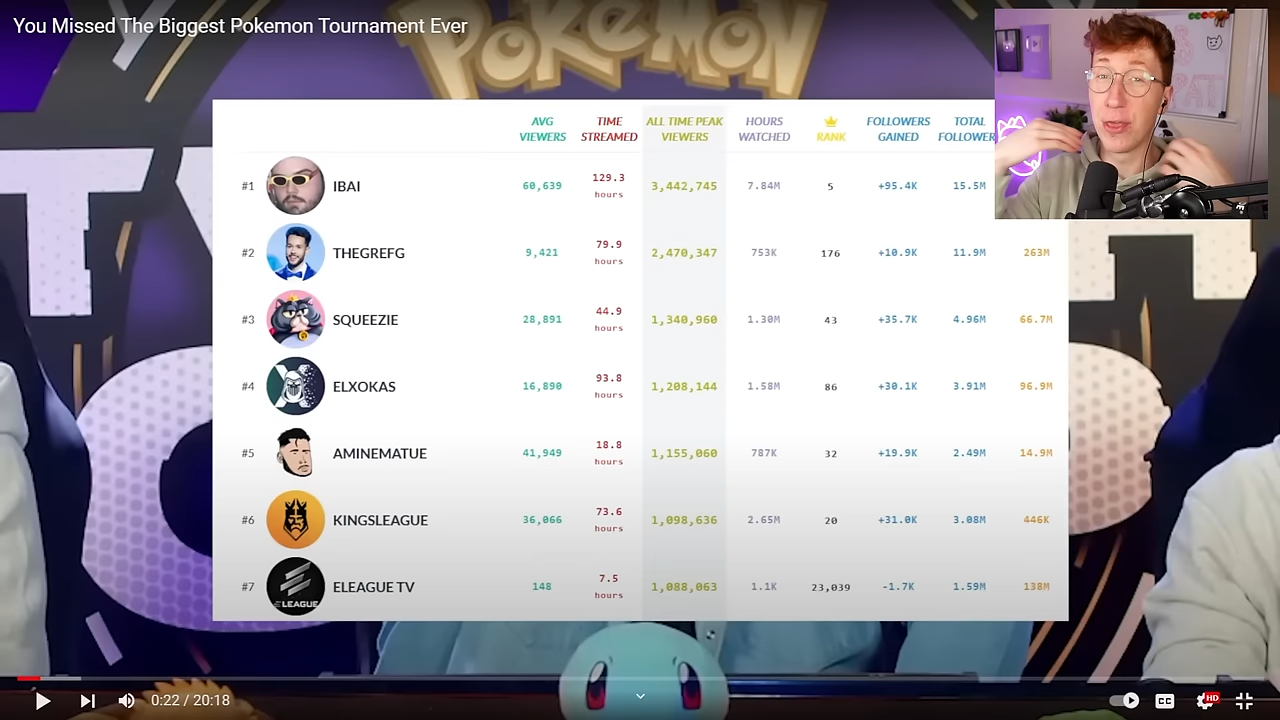 You Missed The Biggest Pokemon Tournament Ever
POKÉMON
AVG VIEWERS TIME STREAMED ALL TIME PEAK VIEWERS HOURS WATCHED RANK FOLLOWERS GAINED TOTAL FOLLOWER
#1 IBAI 60,639 129.3 hours 3,442,745 7.84M 5 +95.4K 15.5M
#2 THEGREFG 9,421 79.9 hours 2,470,347 753K 176 +10.9K 11.9M 263M
#3 SQUEEZIE 28,891 44.9 hours 1,340,960 1.30M 43 +35.7K 4.96M 66.7M
#4 ELXOKAS 16,890 93.8 hours 1,208,144 1.58M 86 +30.1K 3.91M 96.9M
#5 AMINEMATUE 41,949 18.8 hours 1,155,060 787K 32 +19.9K 2.49M 14.9M
#6 KINGSLEAGUE 36,066 73.6 hours 1,098,636 2.65M 20 +31.0K 3.08M 446K
#7 ELEAGUE ELEAGUE TV 148 7.5 hours 1,088,063 1.1K 23,039 -1.7K 1.59M 138M
0:22 / 20:18 CC HD